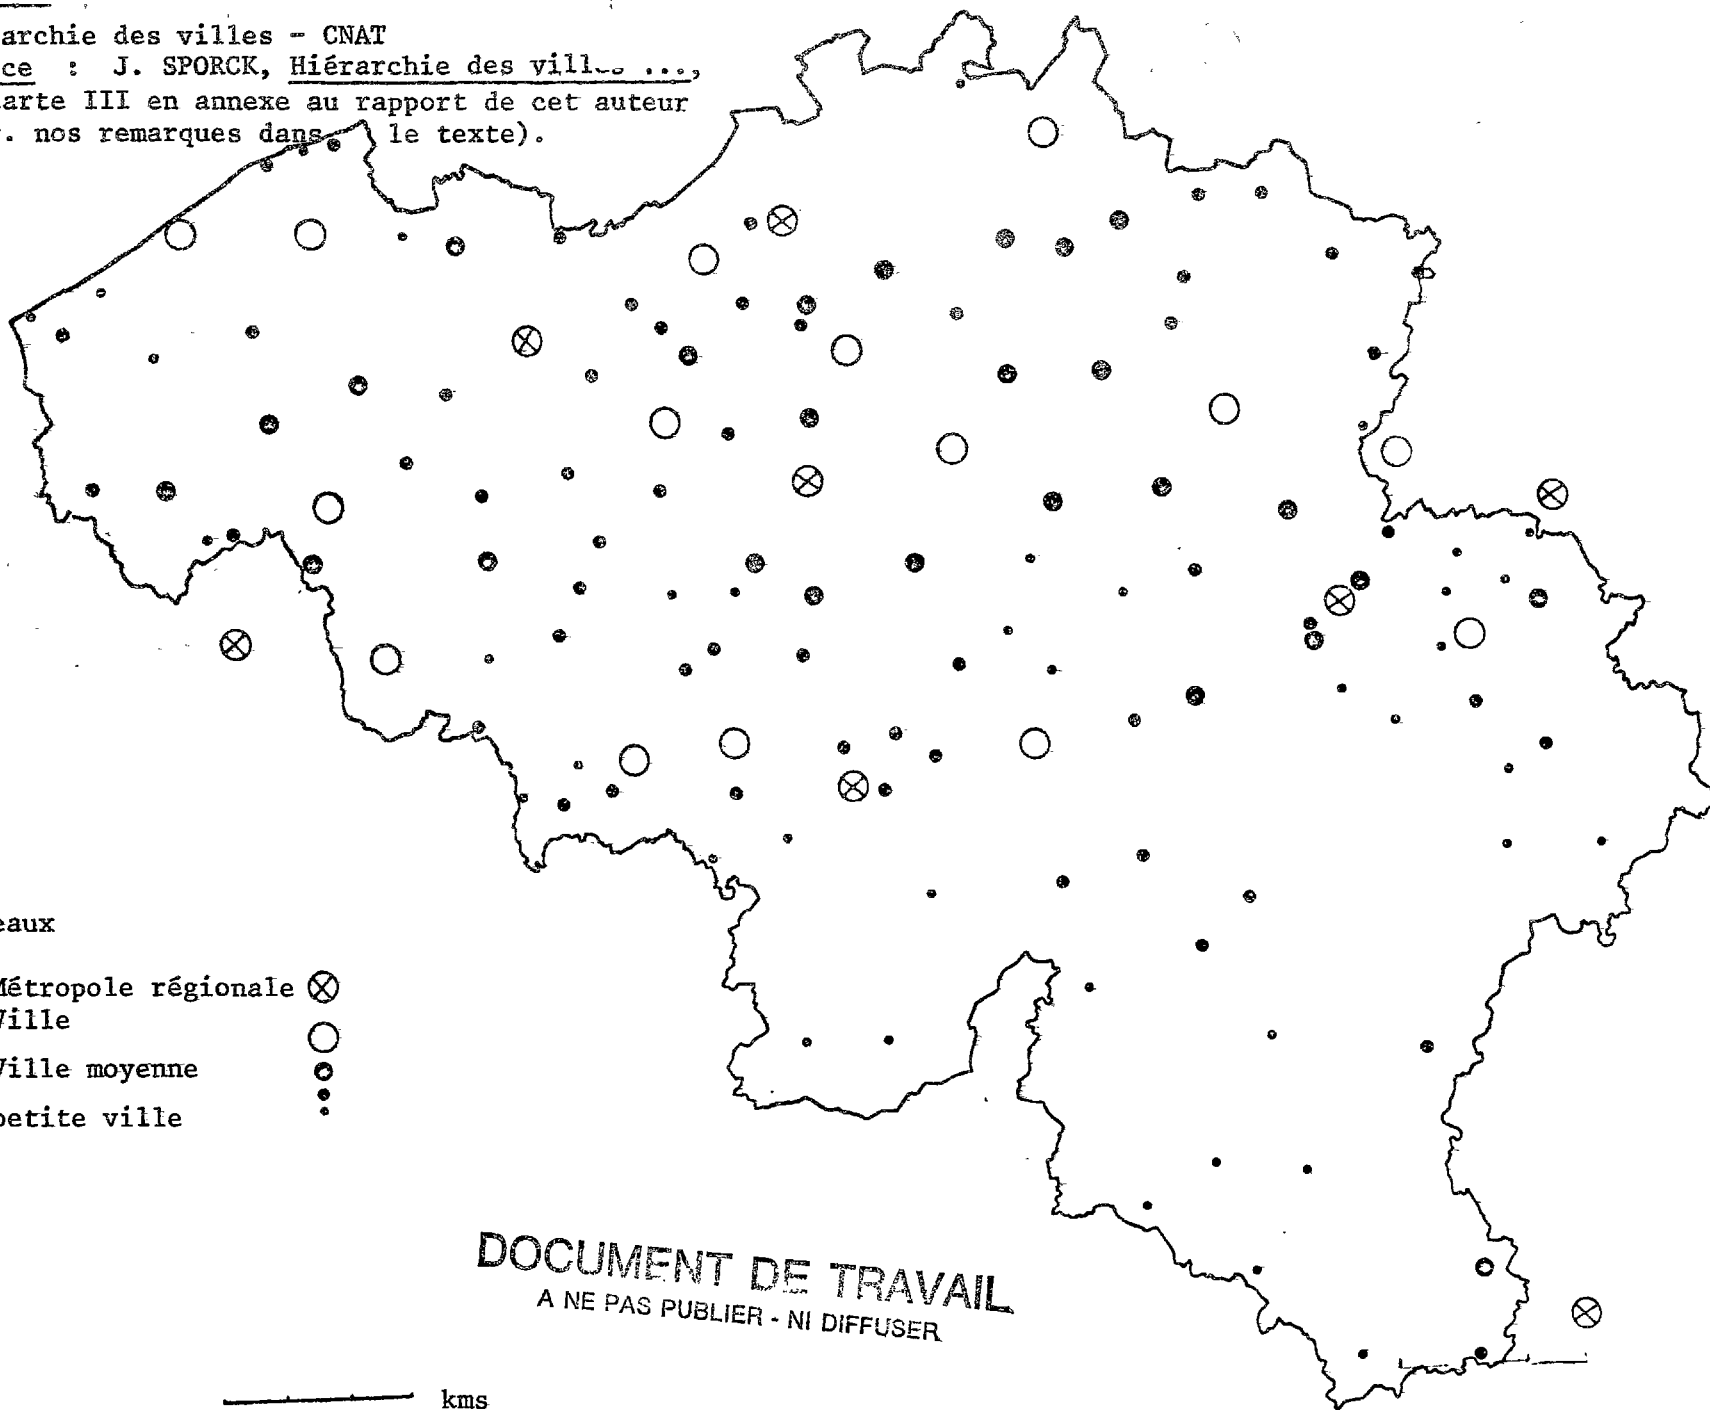 archie des villes - CNAT
ce : J. SPORCK, Hiérarchie des villes ...,
arte III en annexe au rapport de cet auteur
. nos remarques dans le texte).
eaux
Métropole régionale
Ville
Ville moyenne
petite ville
DOCUMENT DE TRAVAIL
A NE PAS PUBLIER - NI DIFFUSER
kms